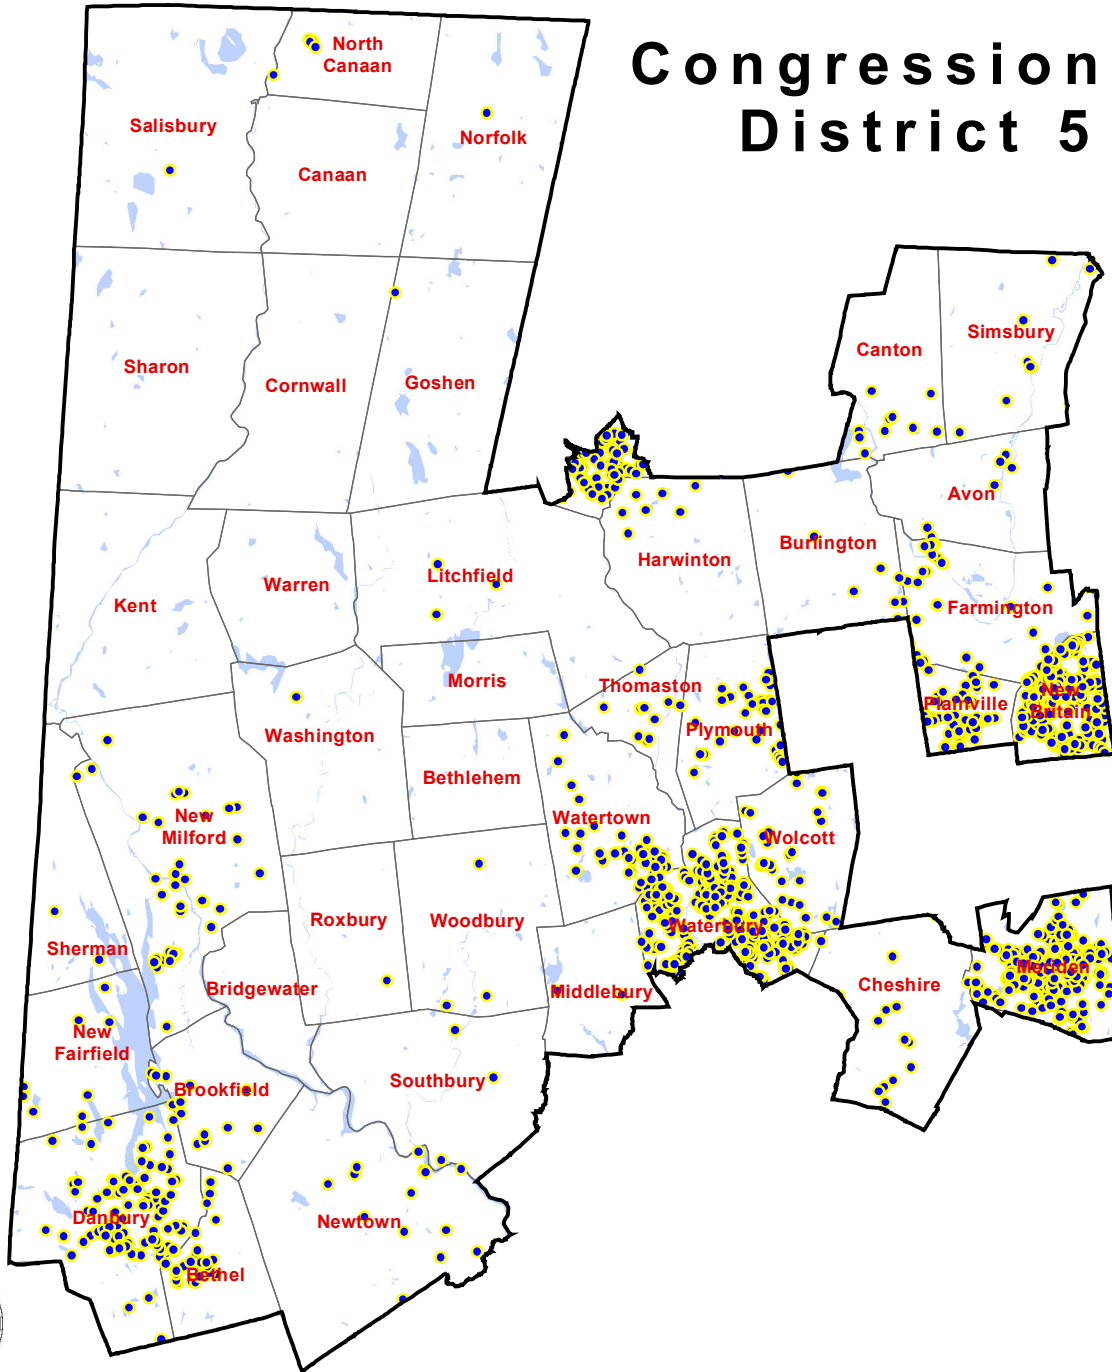 Congression
District 5
North
Canaan
Salisbury
Norfolk
Canaan
Simsbury
Canton
Sharon
Cornwall
Goshen
Avon
Burlington
Harwinton
Litchfield
Warren
Kent
Farmington
Morris
Thomaston
New
Britain
Plainville
Plymouth
Washington
Bethlehem
New
Milford
Watertown
Wolcott
Roxbury
Woodbury
Waterbury
Sherman
Meriden
Bridgewater
Middlebury
Cheshire
New
Fairfield
Brookfield
Southbury
Danbury
Newtown
Bethel